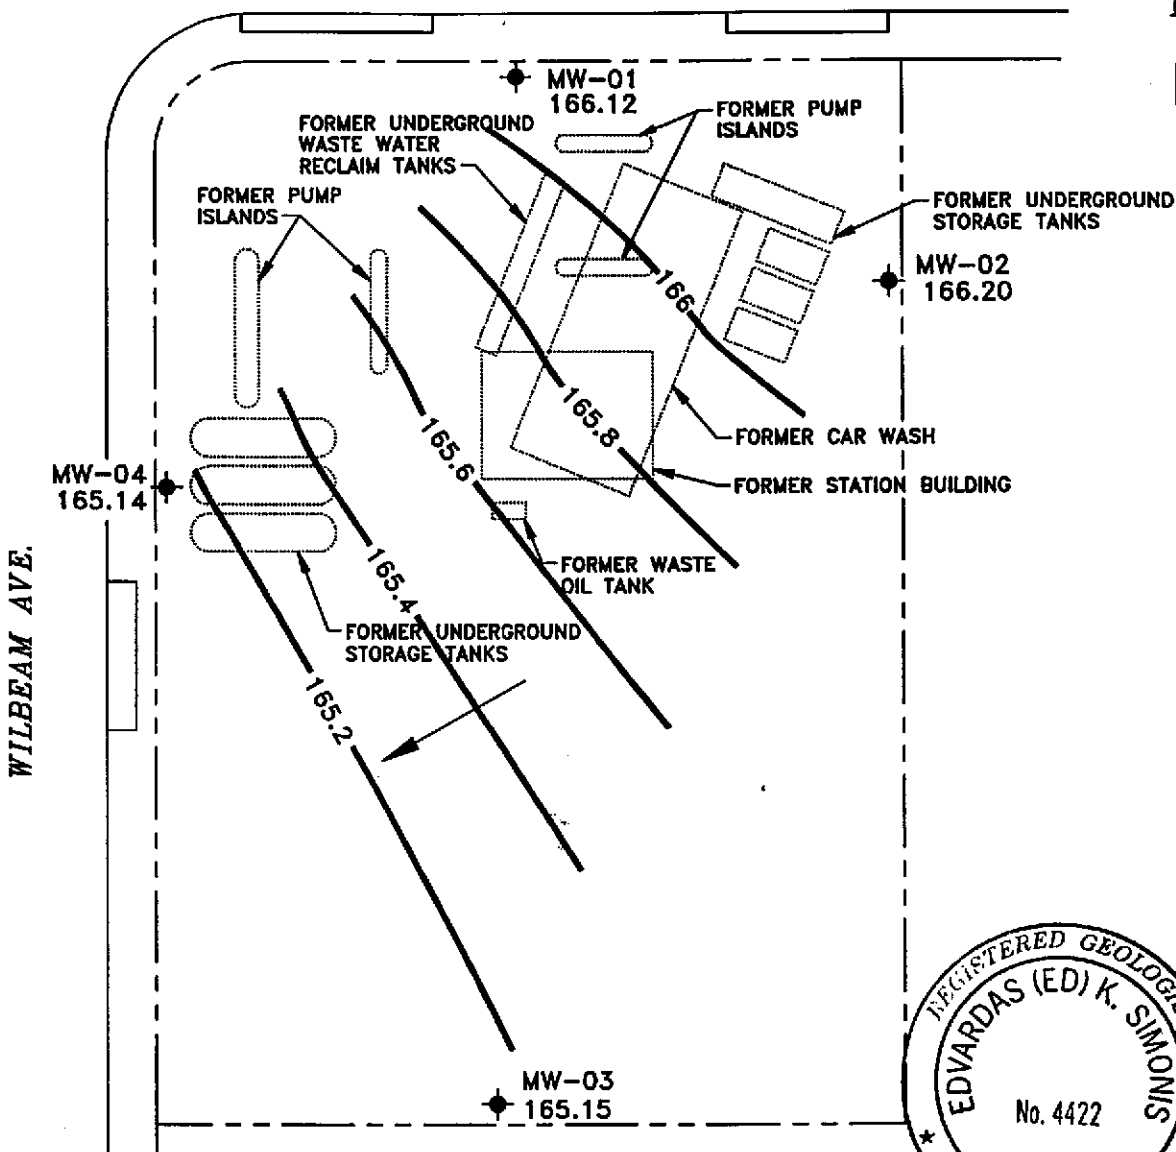 MW-01
166.12
FORMER PUMP
ISLANDS
FORMER UNDERGROUND
WASTE WATER
RECLAIM TANKS
FORMER PUMP
ISLANDS
FORMER UNDERGROUND
STORAGE TANKS
MW-02
166.20
166
165.8
165.6
FORMER CAR WASH
MW-04
165.14
FORMER STATION BUILDING
165.4
FORMER WASTE
OIL TANK
FORMER UNDERGROUND
STORAGE TANKS
165.2
WILBEAM AVE.
MW-03
165.15
REGISTERED
EDVARDAS (ED) K. SIMONIS
No. 4422